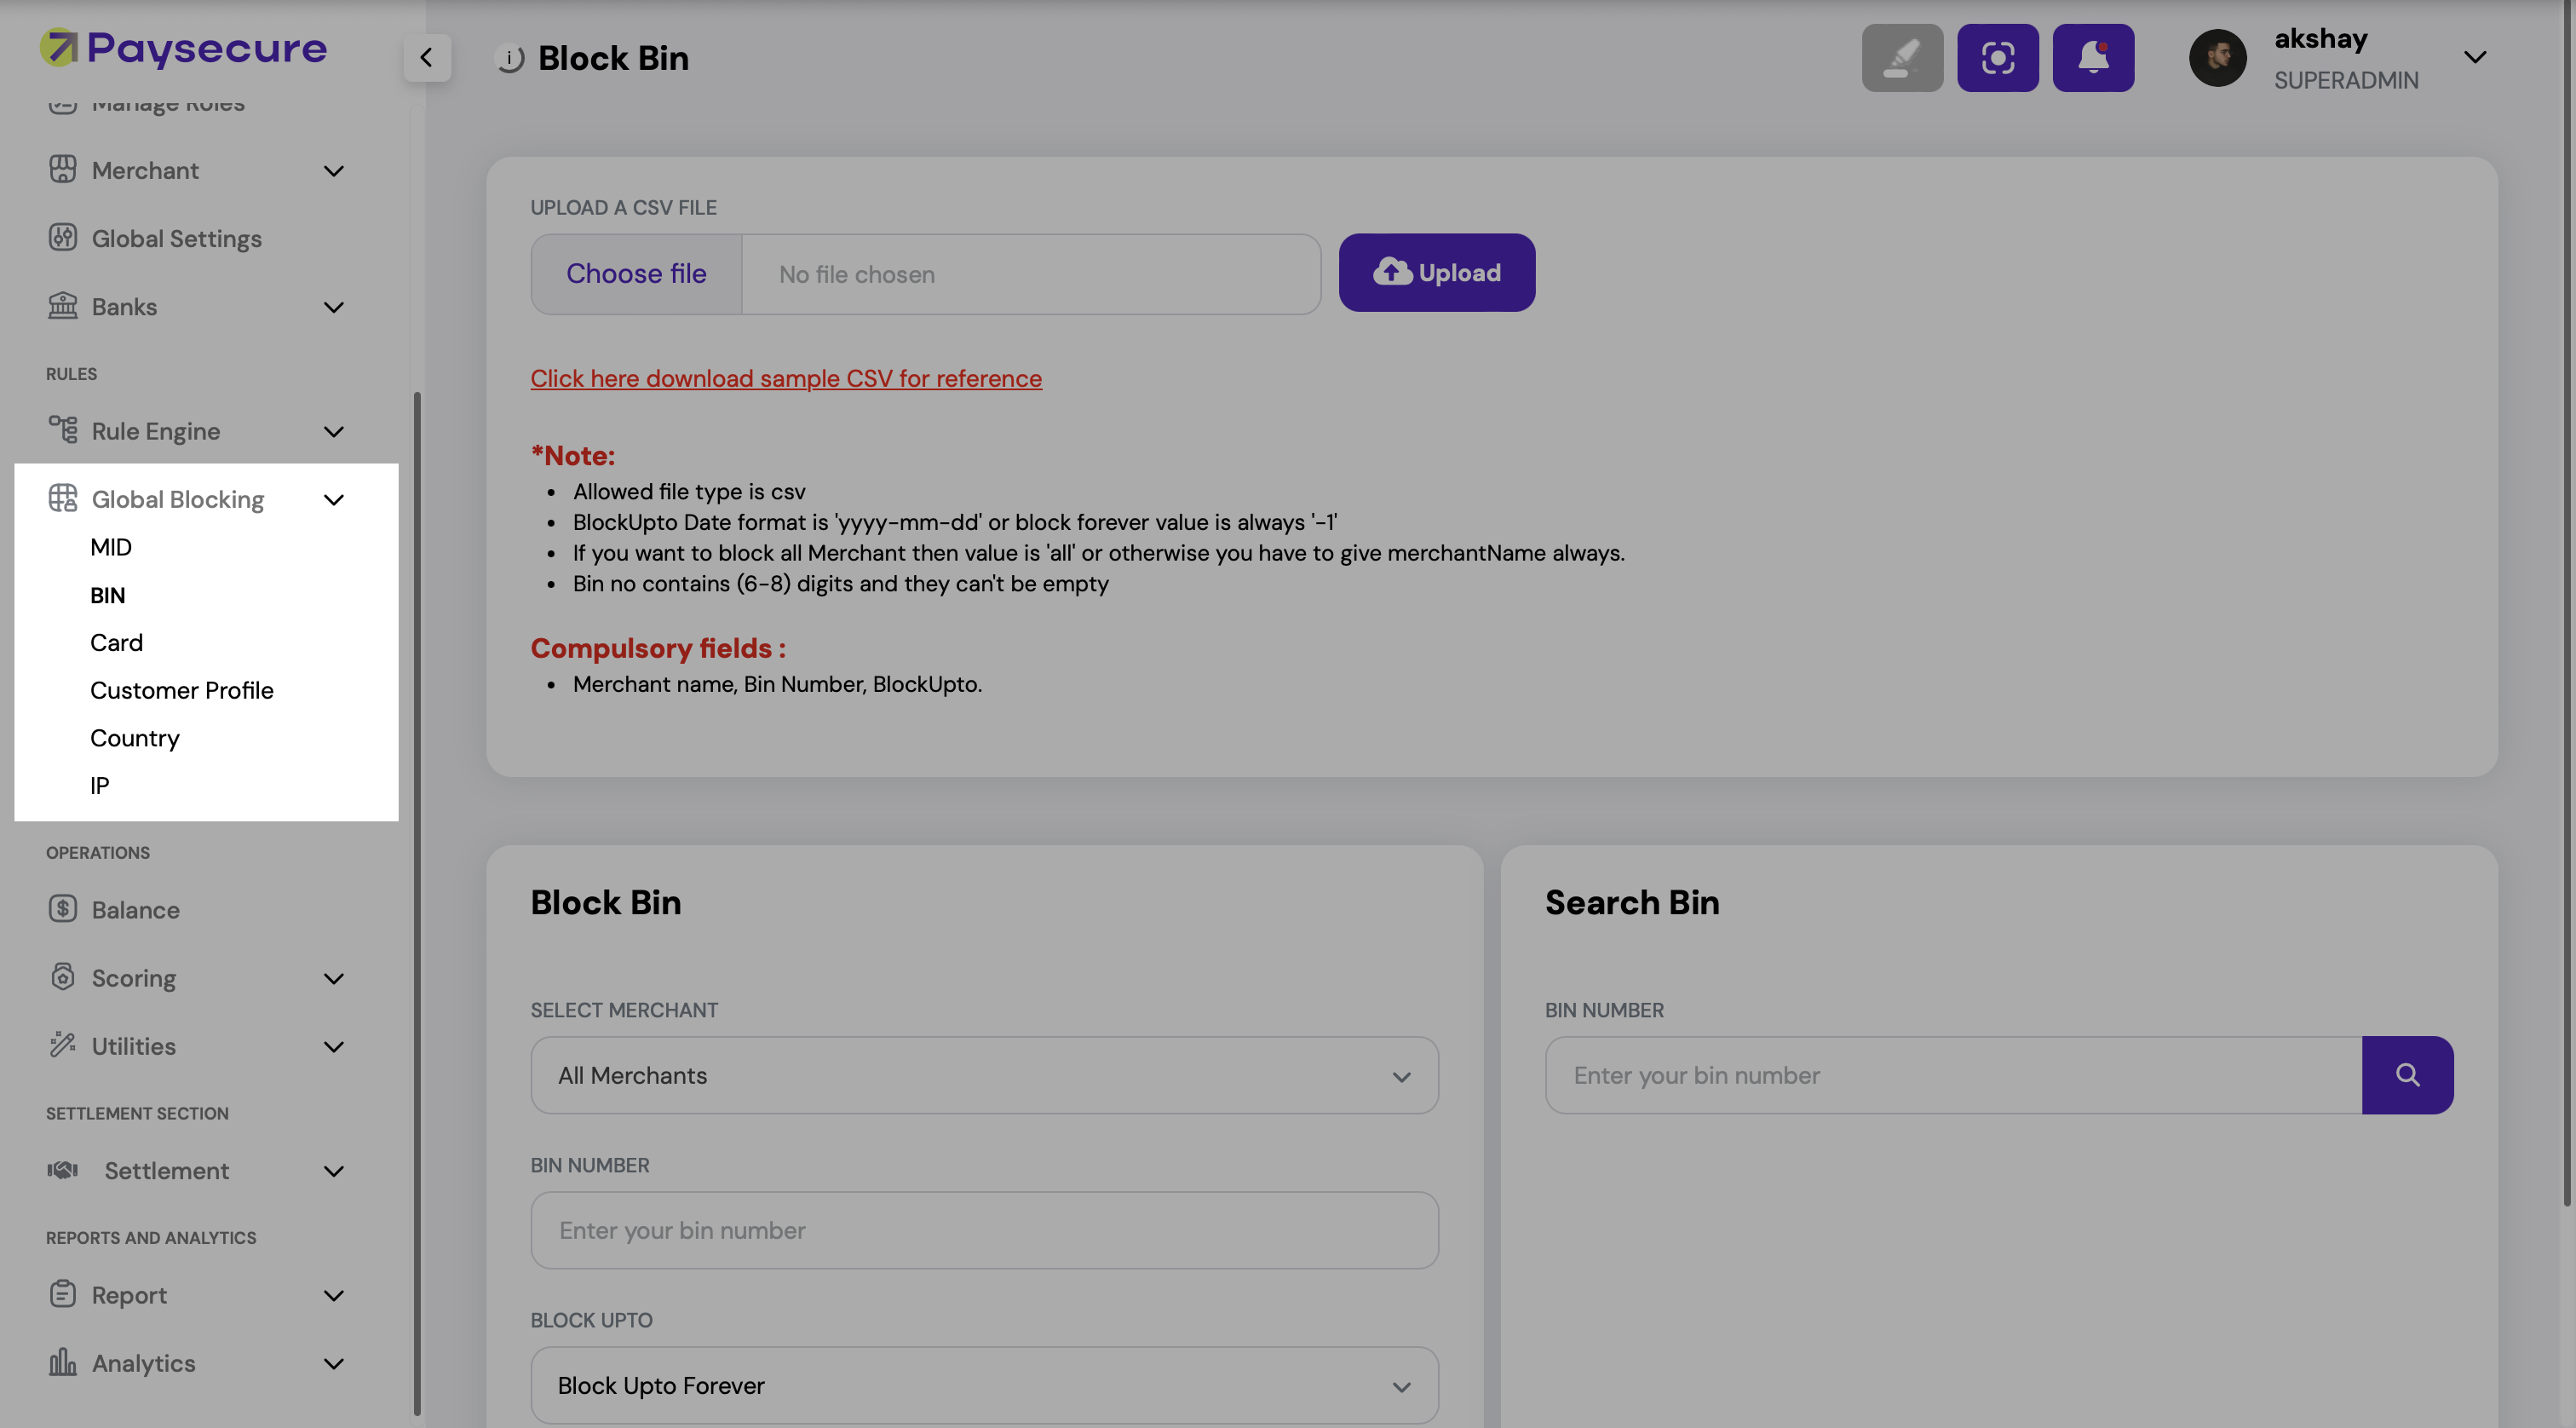 Paysecure
Manage Roles
Merchant
Global Settings
Banks
RULES
Rule Engine
Global Blocking
MID
BIN
Card
Customer Profile
Country
IP
OPERATIONS
Balance
Scoring
Utilities
SETTLEMENT SECTION
Settlement
REPORTS AND ANALYTICS
Report
Analytics
i Block Bin
akshay
SUPERADMIN
UPLOAD A CSV FILE
Choose file No file chosen Upload
Click here download sample CSV for reference
*Note:
• Allowed file type is csv
• BlockUpto Date format is 'yyyy-mm-dd' or block forever value is always '-1'
• If you want to block all Merchant then value is 'all' or otherwise you have to give merchantName always.
• Bin no contains (6-8) digits and they can't be empty
Compulsory fields :
• Merchant name, Bin Number, BlockUpto.
Block Bin
SELECT MERCHANT
All Merchants
BIN NUMBER
Enter your bin number
BLOCK UPTO
Block Upto Forever
Search Bin
BIN NUMBER
Enter your bin number